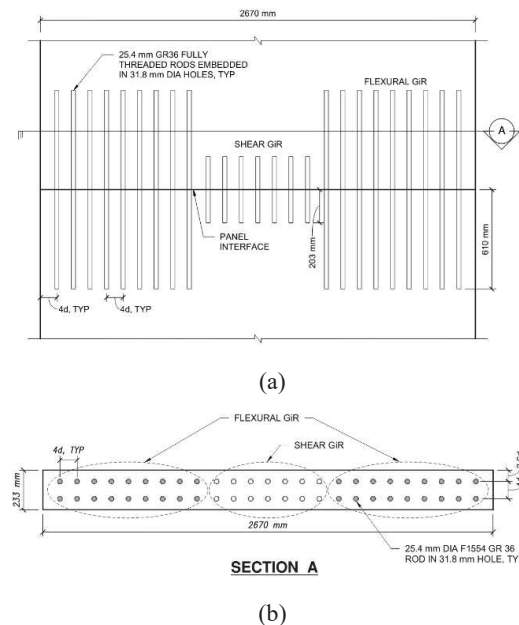 2670 mm
25.4 mm GR36 FULLY
THREADED RODS EMBEDDED
IN 31.8 mm DIA HOLES, TYP
FLEXURAL GiR
A
SHEAR GiR
PANEL
INTERFACE
203 mm
610 mm
4d, TYP
4d, TYP
(a)
FLEXURAL GiR
4d, TYP
SHEAR GiR
233 mm
2670 mm
25.4 mm DIA F1554 GR 36
ROD IN 31.8 mm HOLE, TY
SECTION A
(b)